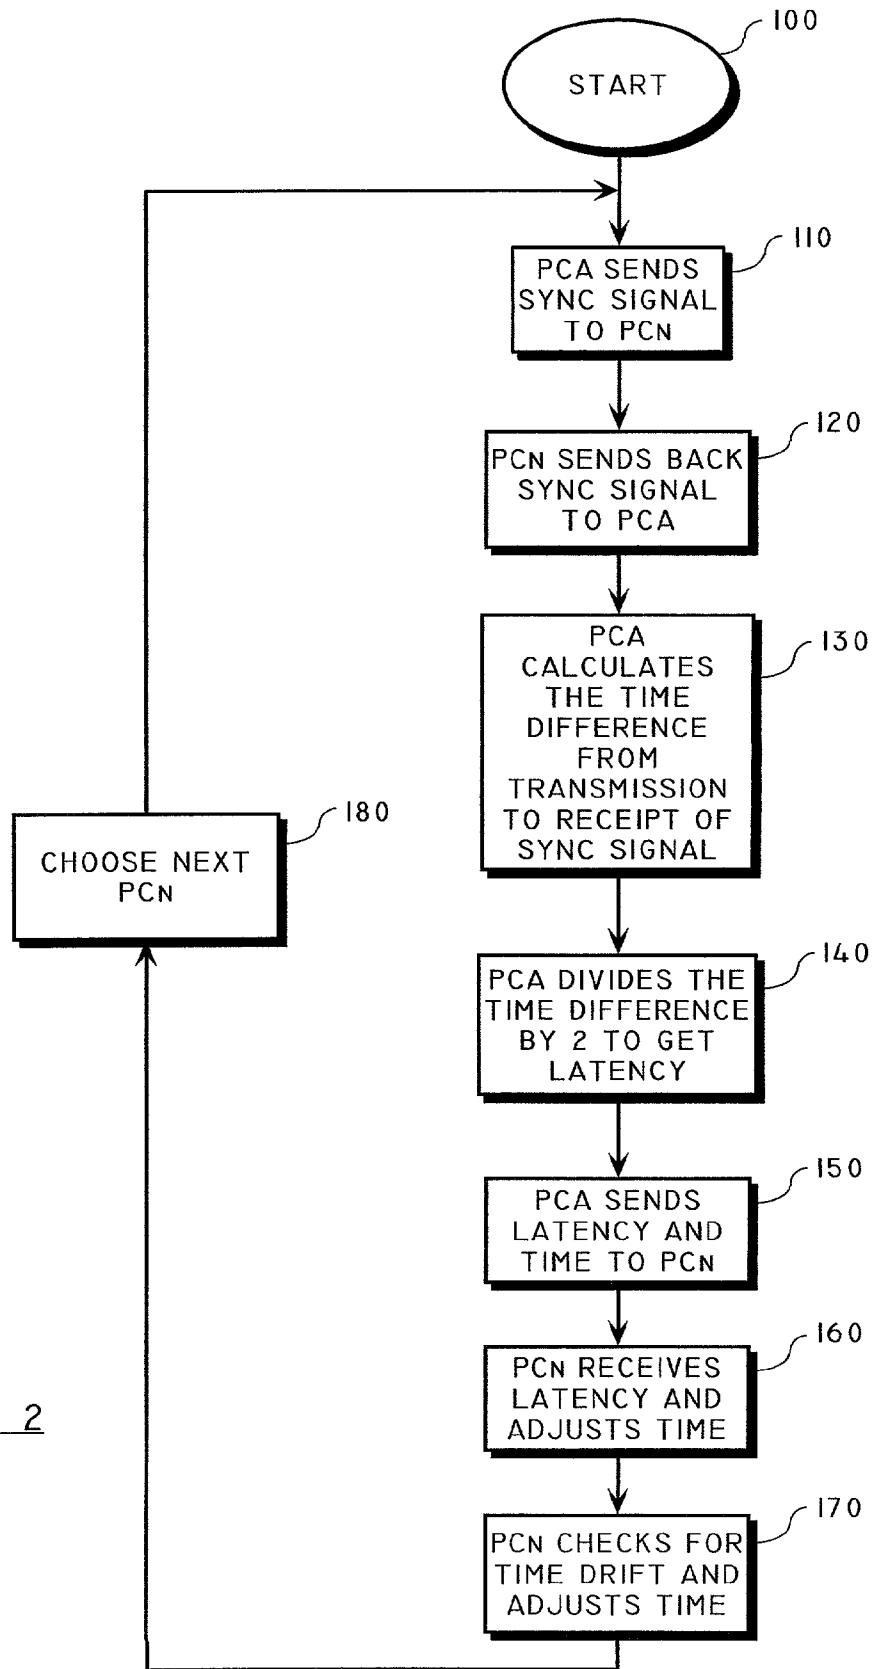 100
START
110
PCA SENDS
SYNC SIGNAL
TO PCN
120
PCN SENDS BACK
SYNC SIGNAL
TO PCA
130
PCA
CALCULATES
THE TIME
DIFFERENCE
FROM
TRANSMISSION
TO RECEIPT OF
SYNC SIGNAL
180
CHOOSE NEXT
PCN
140
PCA DIVIDES THE
TIME DIFFERENCE
BY 2 TO GET
LATENCY
150
PCA SENDS
LATENCY AND
TIME TO PCN
160
PCN RECEIVES
LATENCY AND
ADJUSTS TIME
2
170
PCN CHECKS FOR
TIME DRIFT AND
ADJUSTS TIME